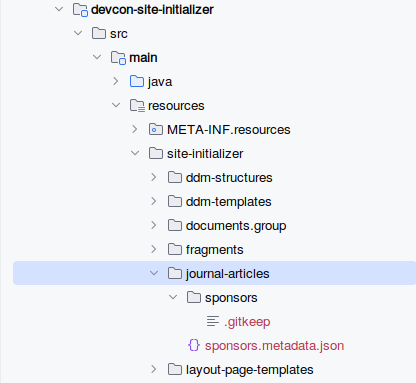 devcon-site-initializer
src
main
java
resources
META-INF.resources
site-initializer
ddm-structures
ddm-templates
documents.group
fragments
journal-articles
sponsors
.gitkeep
sponsors.metadata.json
layout-page-templates